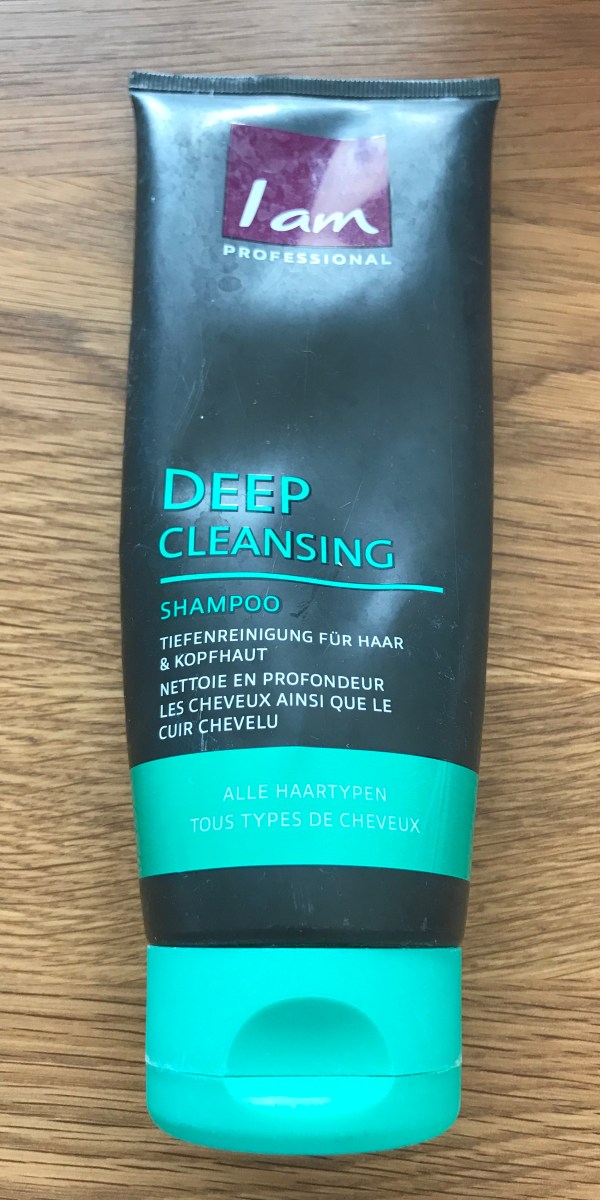 I am
PROFESSIONAL
DEEP
CLEANSING
SHAMPOO
TIEFENREINIGUNG FÜR HAAR
& KOPFHAUT
NETTOIE EN PROFONDEUR
LES CHEVEUX AINSI QUE LE
CUIR CHEVELU
ALLE HAARTYPEN
TOUS TYPES DE CHEVEUX